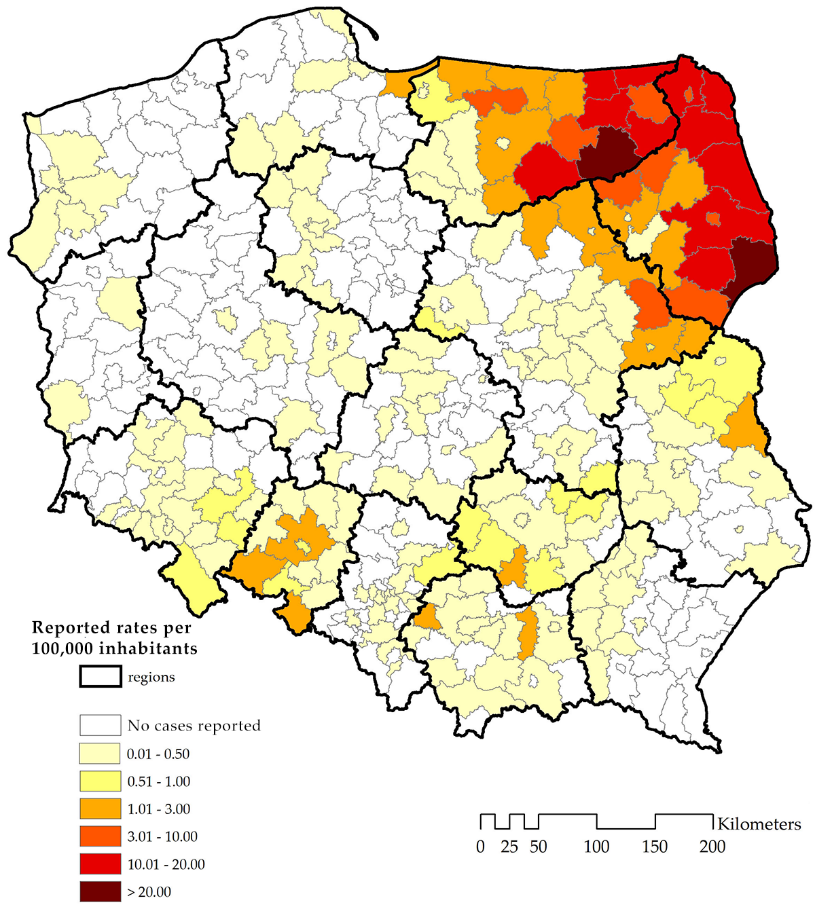 Reported rates per
100,000 inhabitants
regions
No cases reported
0.01 - 0.50
0.51 - 1.00
1.01 - 3.00
3.01 - 10.00
10.01 - 20.00
> 20.00
Kilometers
0 25 50 100 150 200